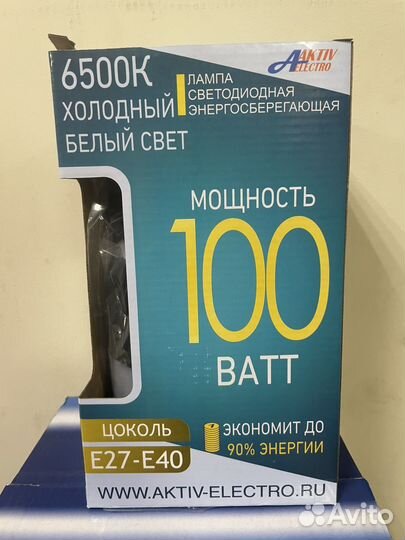 6500К
ХОЛОДНЫЙ
БЕЛЫЙ СВЕТ
ЛАМПА
СВЕТОДИОДНАЯ
ЭНЕРГОСБЕРЕГАЮЩАЯ
AKTIV
ELECTRO
МОЩНОСТЬ
100
ВАТТ
ЦОКОЛЬ
E27-E40
ЭКОНОМИТ ДО
90% ЭНЕРГИИ
WWW.AKTIV-ELECTRO.RU
Avito